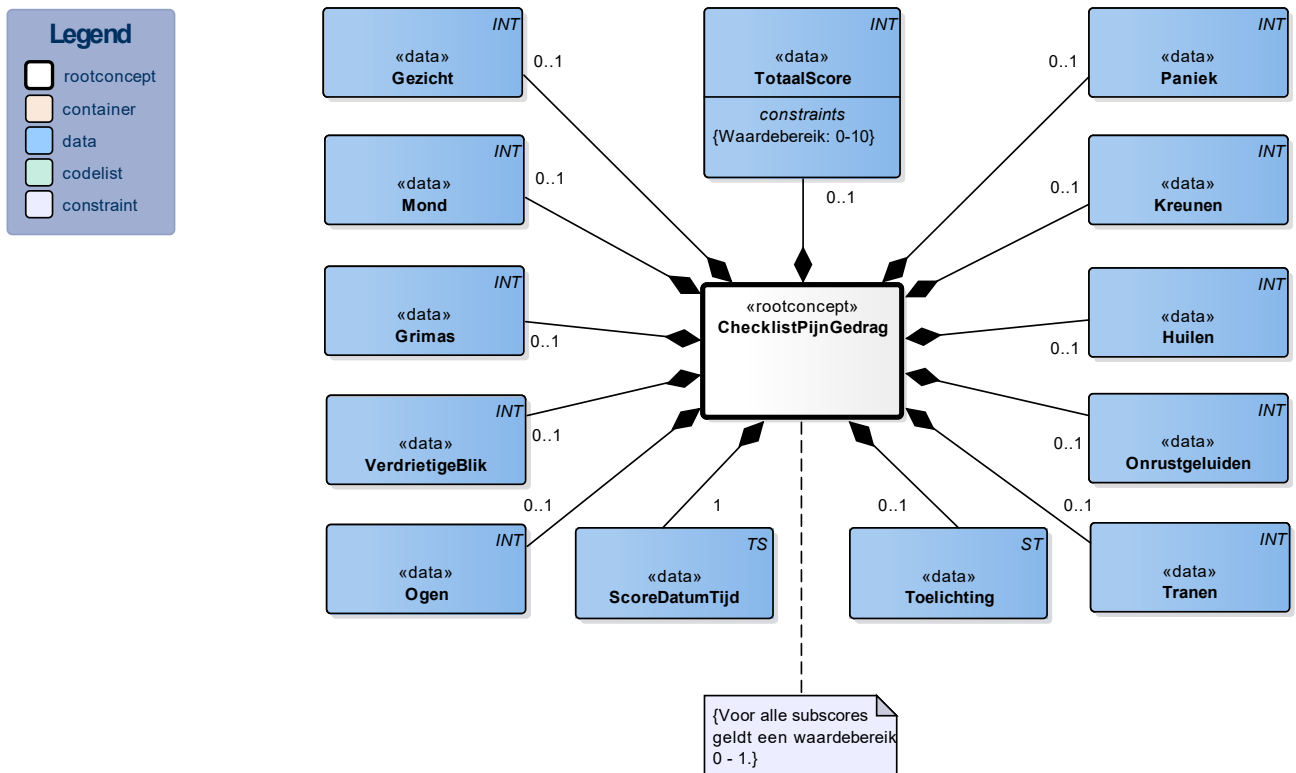 Legend
rootconcept
container
data
codelist
constraint
INT
«data»
Gezicht
0..1
INT
«data»
TotaalScore
constraints
{Waardebereik: 0-10}
0..1
INT
«data»
Paniek
0..1
INT
«data»
Mond
0..1
INT
«data»
Kreunen
0..1
INT
«data»
Grimas
0..1
«rootconcept»
ChecklistPijnGedrag
INT
«data»
Huilen
0..1
INT
«data»
VerdrietigeBlik
0..1
INT
«data»
Onrustgeluiden
0..1
INT
«data»
Ogen
0..1
TS
«data»
ScoreDatumTijd
1
ST
«data»
Toelichting
0..1
INT
«data»
Tranen
0..1
{Voor alle subscores
geldt een waardebereik
0 - 1.}